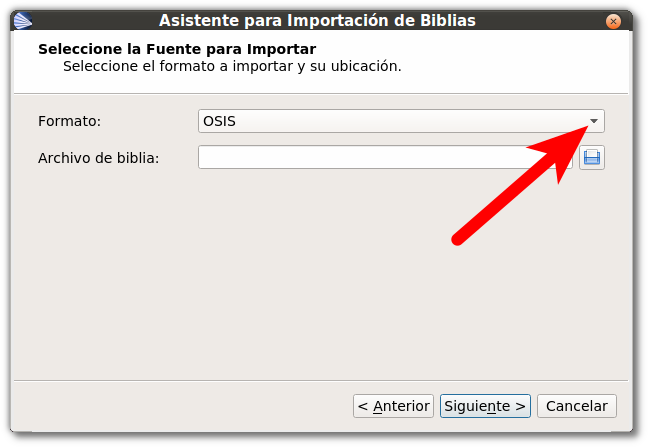 Asistente para Importación de Biblias
Seleccione la Fuente para Importar
Seleccione el formato a importar y su ubicación.
Formato: OSIS
Archivo de biblia:
< Anterior Siguiente > Cancelar